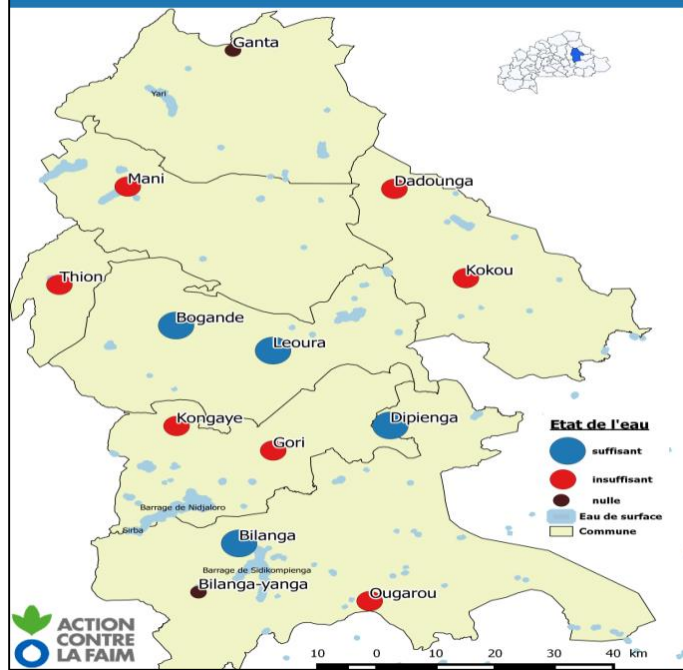 Ganta
Yari
Mani
Dadounga
Thion
Kokou
Bogande
Leoura
Kongaye
Dipienga
Gori
Etat de l'eau
suffisant
insuffisant
nulle
Eau de surface
Commune
Barrage de Nidjaloro
Sirba
Bilanga
Barrage de Sidikompienga
Bilanga-yanga
Ougarou
ACTION
CONTRE
LA FAIM
10 0 10 20 30 40 km